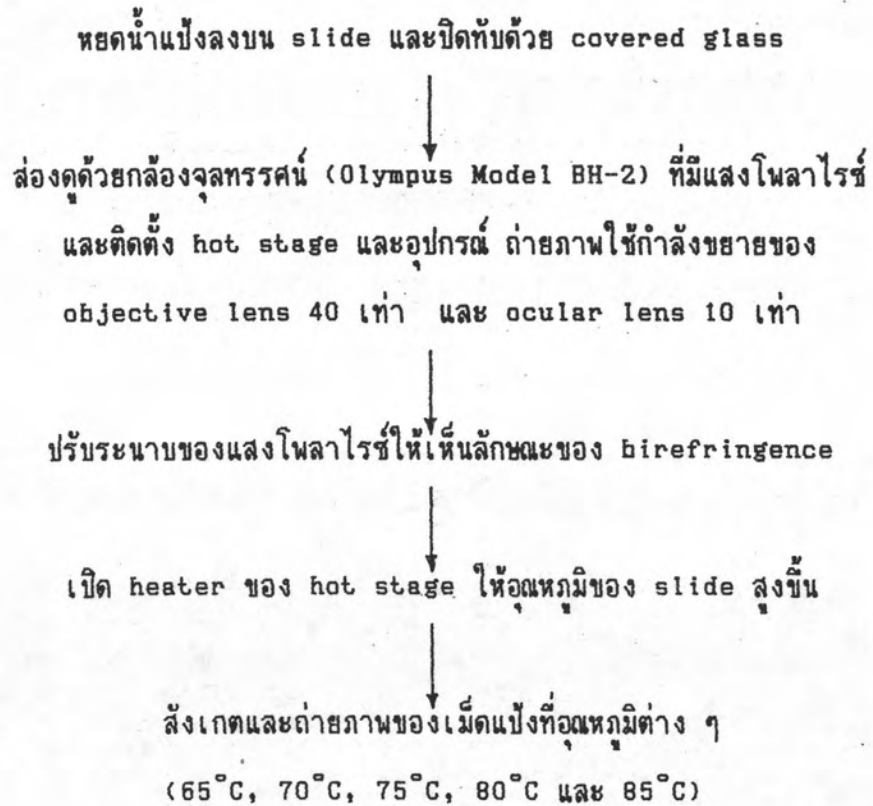 หยดน้ำแป้งลงบน slide และปิดทับด้วย covered glass
ส่องดูด้วยกล้องจุลทรรศน์ (Olympus Model BH-2) ที่มีแสงโพลาไรซ์
และติดตั้ง hot stage และอุปกรณ์ ถ่ายภาพใช้กำลังขยายของ
objective lens 40 เท่า และ ocular lens 10 เท่า
ปรับระนาบของแสงโพลาไรซ์ให้เห็นลักษณะของ birefringence
เปิด heater ของ hot stage ให้อุณหภูมิของ slide สูงขึ้น
สังเกตและถ่ายภาพของเม็ดแป้งที่อุณหภูมิต่าง ๆ
(65°C, 70°C, 75°C, 80°C และ 85°C)